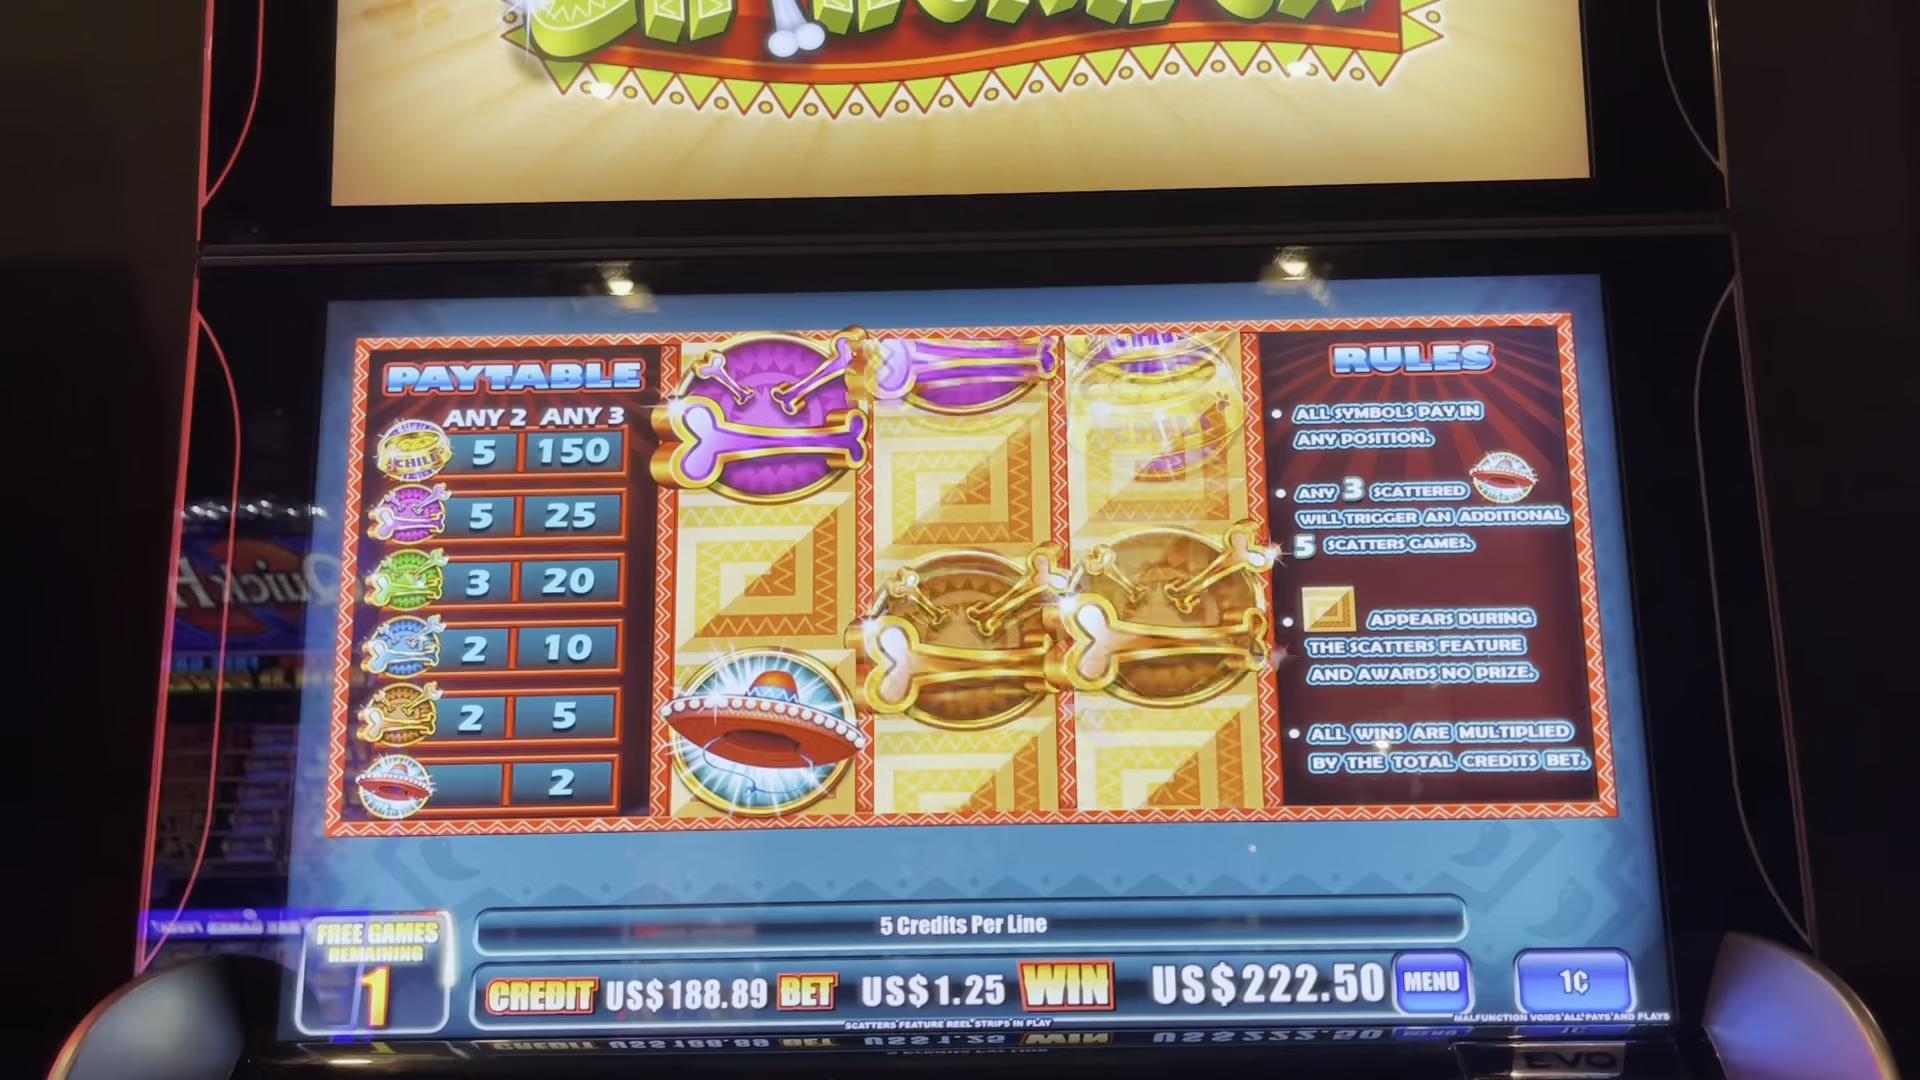 PAYTABLE
ANY 2 ANY 3
CHILI 5 150
5 25
3 20
2 10
2 5
2
CHILI
RULES
• ALL SYMBOLS PAY IN
ANY POSITION.
• ANY 3 SCATTERED
WILL TRIGGER AN ADDITIONAL
5 SCATTERS GAMES.
• APPEARS DURING
THE SCATTERS FEATURE
AND AWARDS NO PRIZE.
• ALL WINS ARE MULTIPLIED
BY THE TOTAL CREDITS BET.
Quick H
FREE GAMES
REMAINING
1
5 Credits Per Line
CREDIT US$188.89 BET US$1.25 WIN US$222.50
MENU
1¢
SCATTERS FEATURE REEL STRIPS IN PLAY
MALFUNCTION VOIDS ALL PAYS AND PLAYS
EVO